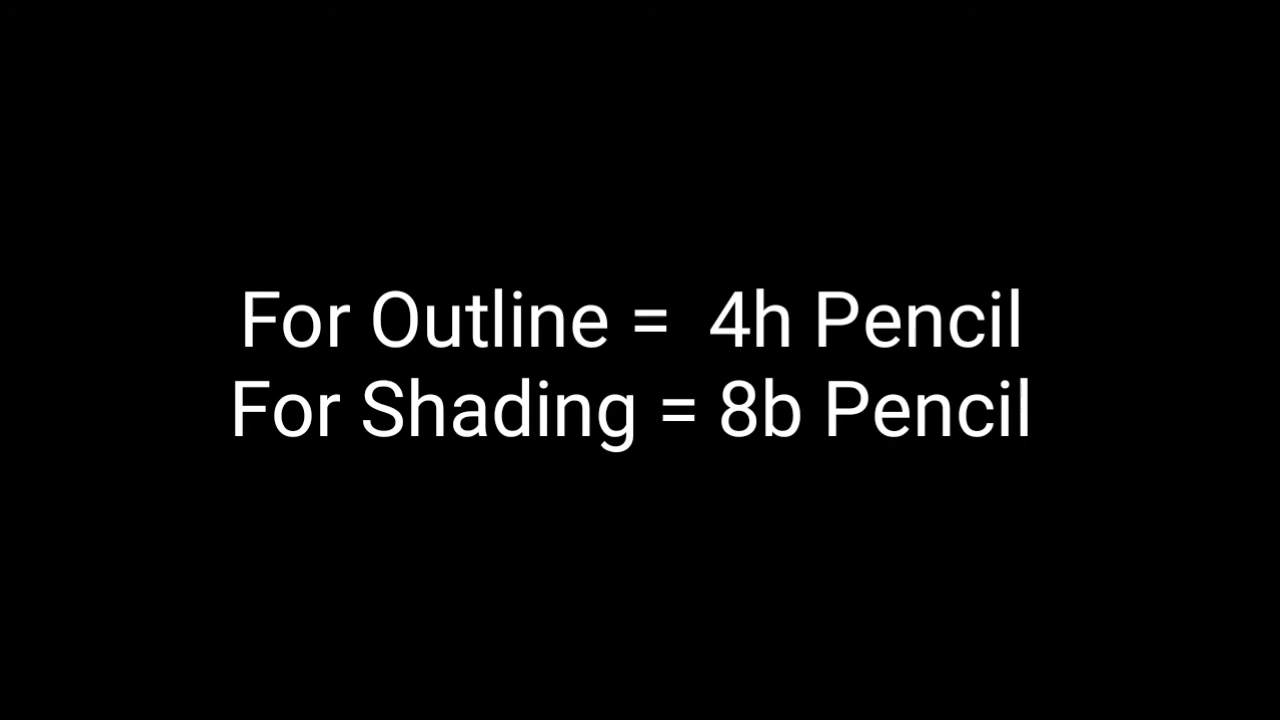 For Outline =  4h Pencil
For Shading = 8b Pencil